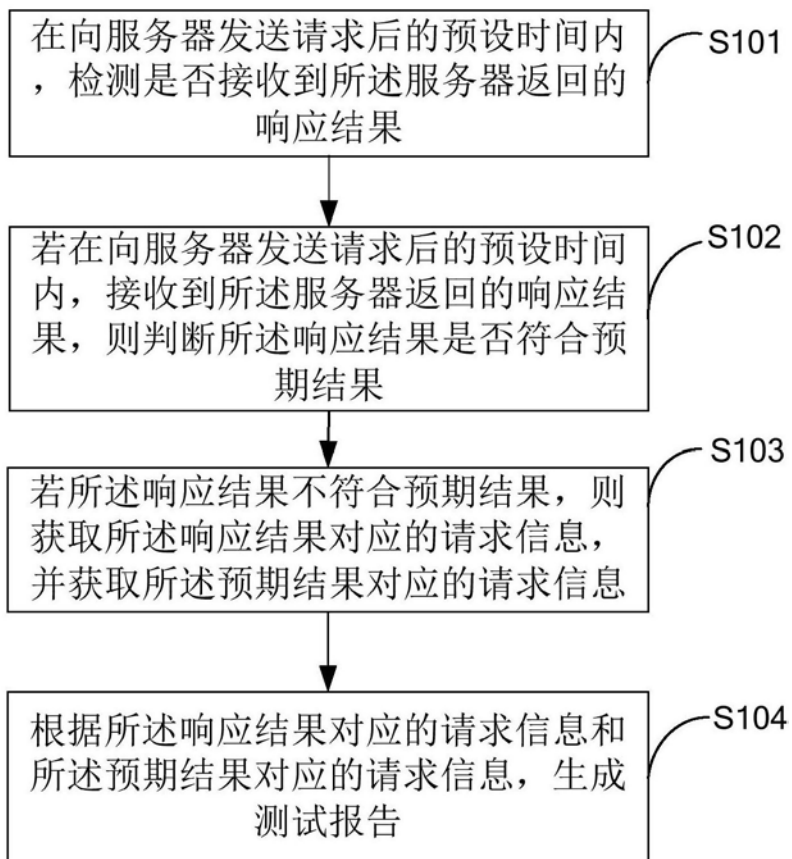 在向服务器发送请求后的预设时间内
，检测是否接收到所述服务器返回的
响应结果
S101
若在向服务器发送请求后的预设时间
内，接收到所述服务器返回的响应结
果，则判断所述响应结果是否符合预
期结果
S102
若所述响应结果不符合预期结果，则
获取所述响应结果对应的请求信息，
并获取所述预期结果对应的请求信息
S103
根据所述响应结果对应的请求信息和
所述预期结果对应的请求信息，生成
测试报告
S104